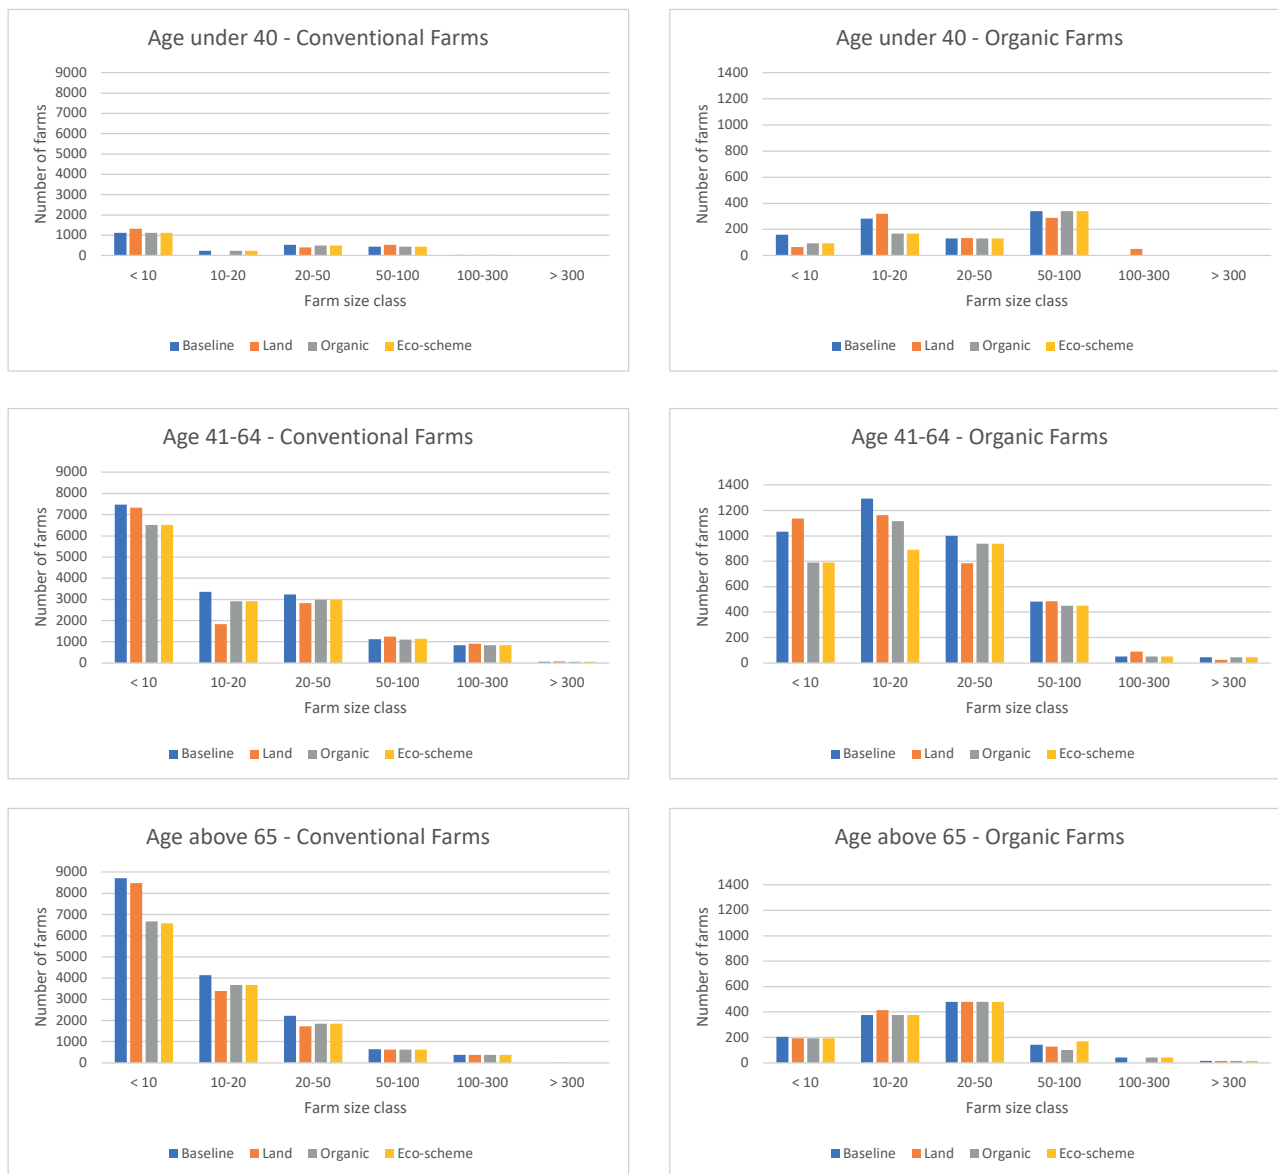 Age under 40 - Conventional Farms
Number of farms
9000
8000
7000
6000
5000
4000
3000
2000
1000
0
< 10 10-20 20-50 50-100 100-300 > 300
Farm size class
Baseline Land Organic Eco-scheme
Age under 40 - Organic Farms
Number of farms
1400
1200
1000
800
600
400
200
0
< 10 10-20 20-50 50-100 100-300 > 300
Farm size class
Baseline Land Organic Eco-scheme
Age 41-64 - Conventional Farms
Number of farms
9000
8000
7000
6000
5000
4000
3000
2000
1000
0
< 10 10-20 20-50 50-100 100-300 > 300
Farm size class
Baseline Land Organic Eco-scheme
Age 41-64 - Organic Farms
Number of farms
1400
1200
1000
800
600
400
200
0
< 10 10-20 20-50 50-100 100-300 > 300
Farm size class
Baseline Land Organic Eco-scheme
Age above 65 - Conventional Farms
Number of farms
9000
8000
7000
6000
5000
4000
3000
2000
1000
0
< 10 10-20 20-50 50-100 100-300 > 300
Farm size class
Baseline Land Organic Eco-scheme
Age above 65 - Organic Farms
Number of farms
1400
1200
1000
800
600
400
200
0
< 10 10-20 20-50 50-100 100-300 > 300
Farm size class
Baseline Land Organic Eco-scheme